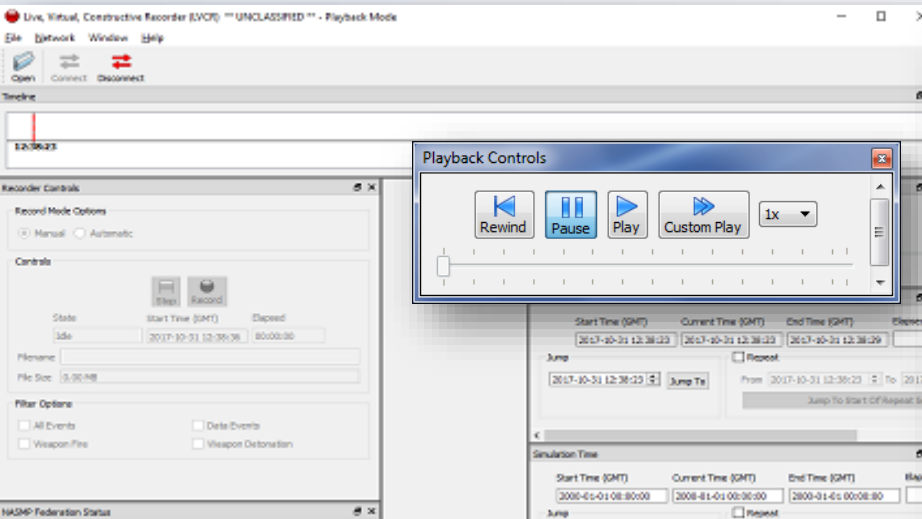 Live, Virtual, Constructive Recorder (LVCR) ** UNCLASSIFIED ** - Playback Mode
File Network Window Help
Open Connect Disconnect
Timeline
12:38:23
Playback Controls
Rewind Pause Play Custom Play 1x
Recorder Controls
Record Mode Options
Manual Automatic
Controls
Stop Record
State Start Time (GMT) Elapsed
Idle 2017-10-31 12:38:36 00:00:00
Filename
File Size 0.00 MB
Filter Options
All Events Data Events
Weapon Fire Weapon Detonation
NASMP Federation Status
Start Time (GMT) Current Time (GMT) End Time (GMT)
2017-10-31 12:38:23 2017-10-31 12:38:23 2017-10-31 12:38:29
Jump Repeat
2017-10-31 12:38:23 Jump To From 2017-10-31 12:38:23 To 2017
Jump To Start Of Repeat S
Simulation Time
Start Time (GMT) Current Time (GMT) End Time (GMT)
2000-01-01 00:00:00 2000-01-01 00:00:00 2000-01-01 00:00:00
Jump Repeat